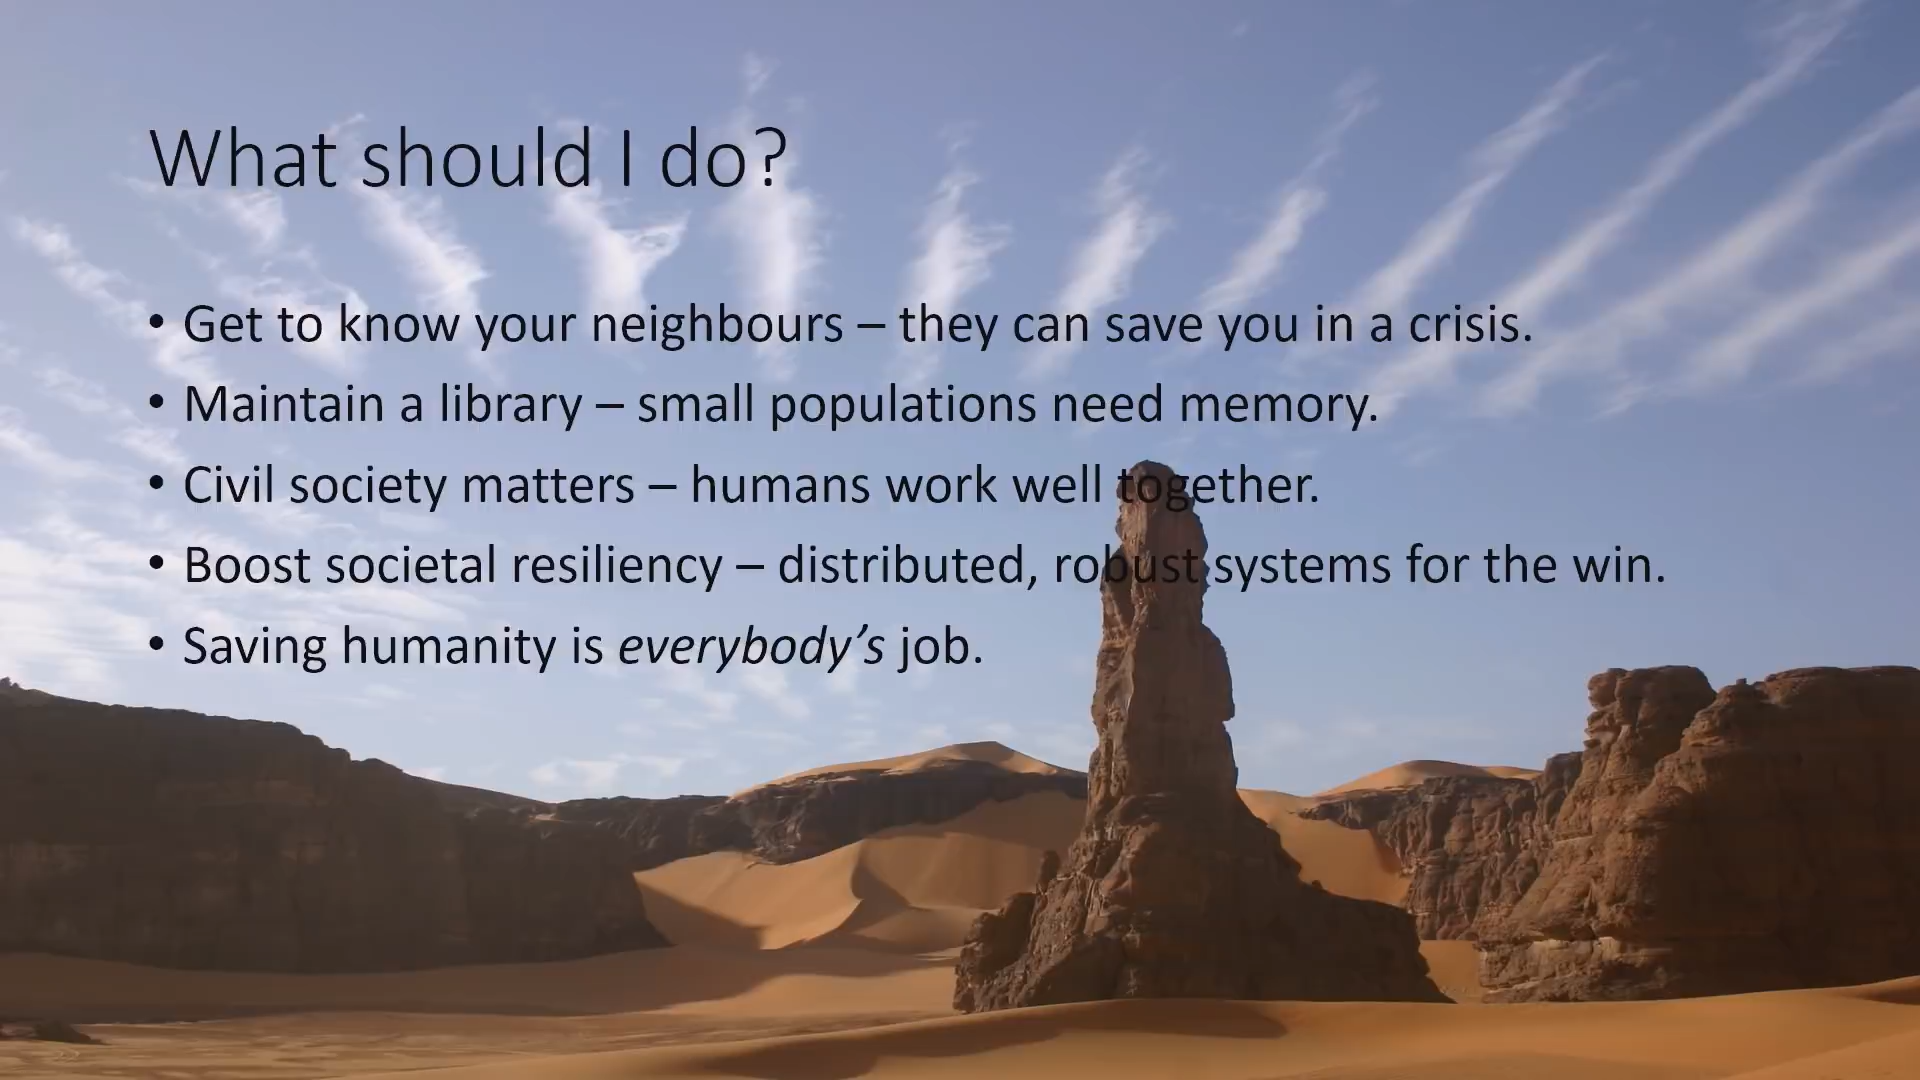 What should I do?
• Get to know your neighbours – they can save you in a crisis.
• Maintain a library – small populations need memory.
• Civil society matters – humans work well together.
• Boost societal resiliency – distributed, robust systems for the win.
• Saving humanity is everybody’s job.